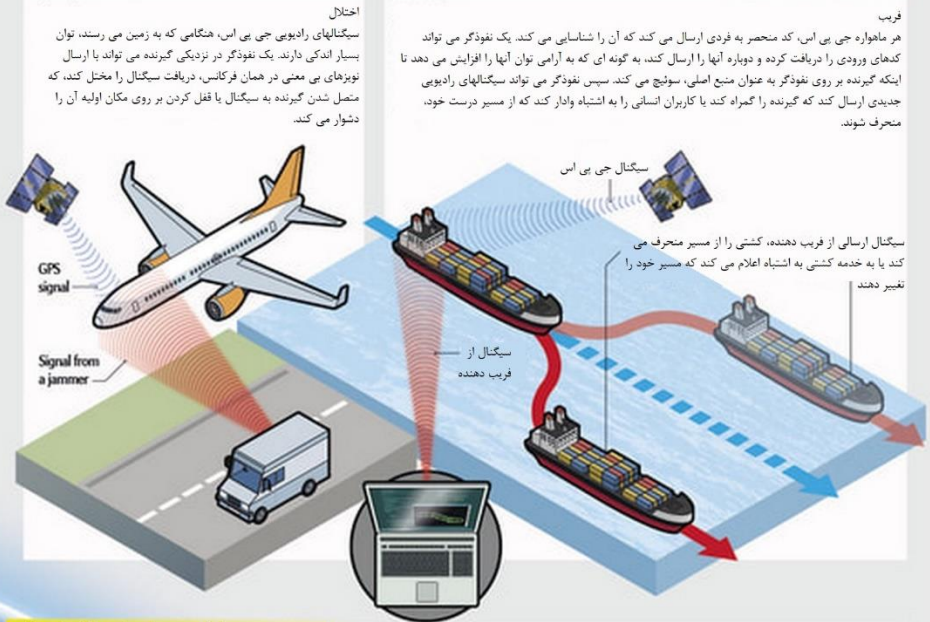 اختلال
سیگنالهای رادیویی جی پی اس، هنگامی که به زمین می رسند، توان
بسیار اندکی دارند. یک نفوذگر در نزدیکی گیرنده می تواند با ارسال
نویزهای بی معنی در همان فرکانس، دریافت سیگنال را مختل کند، که
متصل شدن گیرنده به سیگنال یا قفل کردن بر روی مکان اولیه آن را
دشوار می کند.
فریب
هر ماهواره جی پی اس، کد منحصر به فردی ارسال می کند که آن را شناسایی می کند. یک نفوذگر می تواند
کدهای ورودی را دریافت کرده و دوباره آنها را ارسال کند، به گونه ای که به آرامی توان آنها را افزایش می دهد تا
اینکه گیرنده بر روی نفوذگر به عنوان منبع اصلی، سوئیچ می کند. سپس نفوذگر می تواند سیگنالهای رادیویی
جدیدی ارسال کند که گیرنده را گمراه کند یا کاربران انسانی را به اشتباه وادار کند که از مسیر درست خود،
منحرف شوند.
سیگنال جی پی اس
سیگنال ارسالی از فریب دهنده، کشتی را از مسیر منحرف می
کند یا به خدمه کشتی به اشتباه اعلام می کند که مسیر خود را
تغییر دهند
GPS
signal
Signal from
a jammer
سیگنال از
فریب دهنده